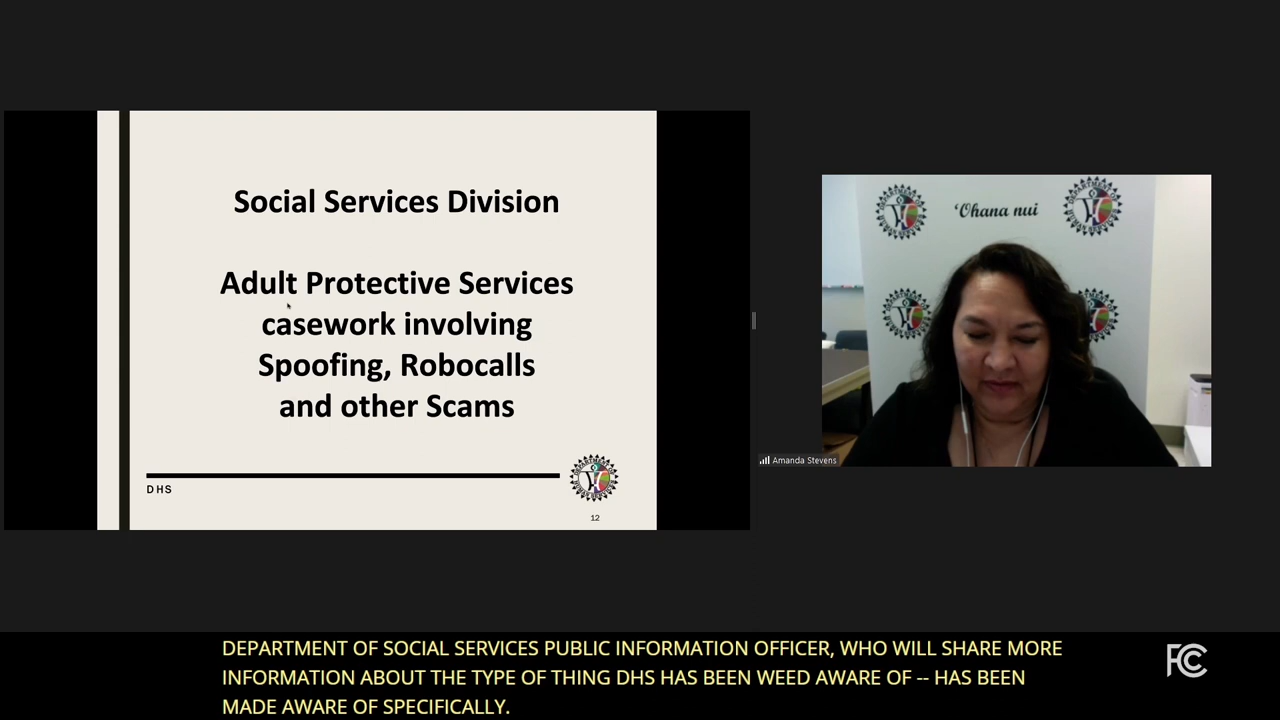 Social Services Division
Adult Protective Services
casework involving
Spoofing, Robocalls
and other Scams
DHS
12
ʻOhana nui
Amanda Stevens
DEPARTMENT OF SOCIAL SERVICES PUBLIC INFORMATION OFFICER, WHO WILL SHARE MORE
INFORMATION ABOUT THE TYPE OF THING DHS HAS BEEN WEED AWARE OF -- HAS BEEN
MADE AWARE OF SPECIFICALLY.
FCC